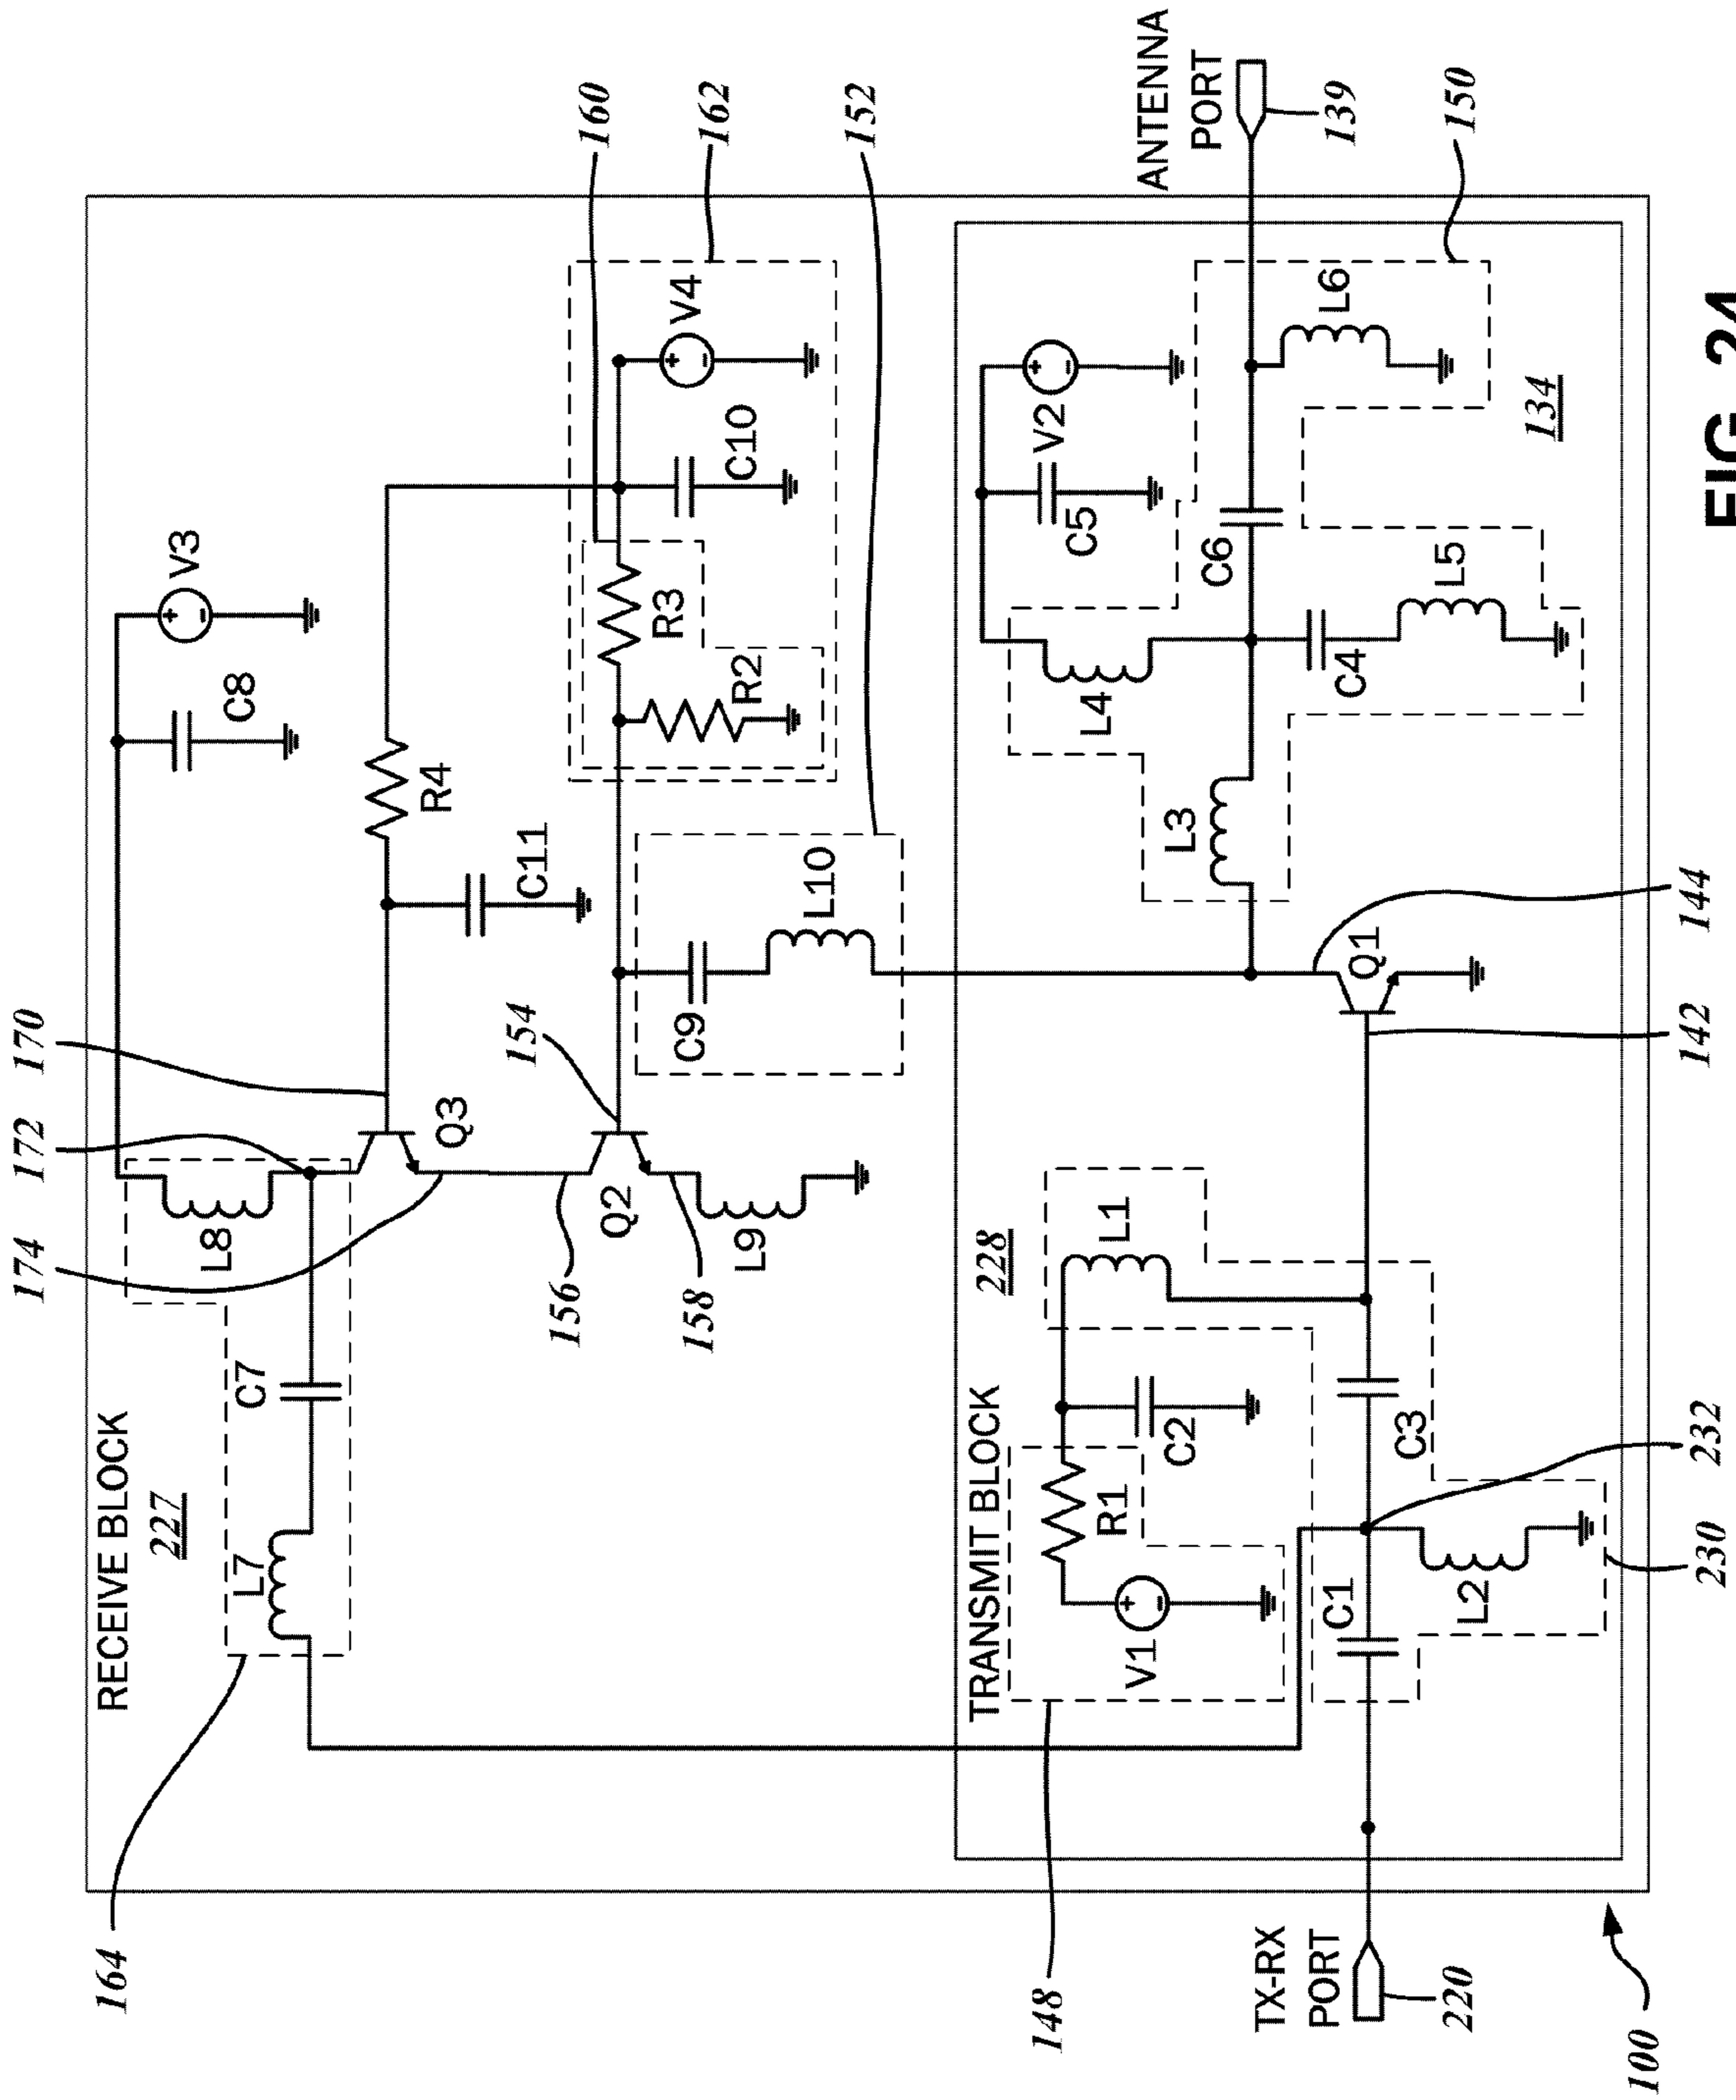 174
172
170
160
162
152
RECEIVE BLOCK
227
V3
C8
L8
L7
C7
R4
C11
Q3
154
156
Q2
158
L9
R3
R2
V4
C10
C9
L10
164
TRANSMIT BLOCK
228
V1
R1
C2
L1
C1
L2
C3
Q1
L3
L4
C5
V2
C6
C4
L5
L6
134
ANTENNA
PORT
139
150
148
TX-RX
PORT
220
100
230
232
142
144
FIG. 24